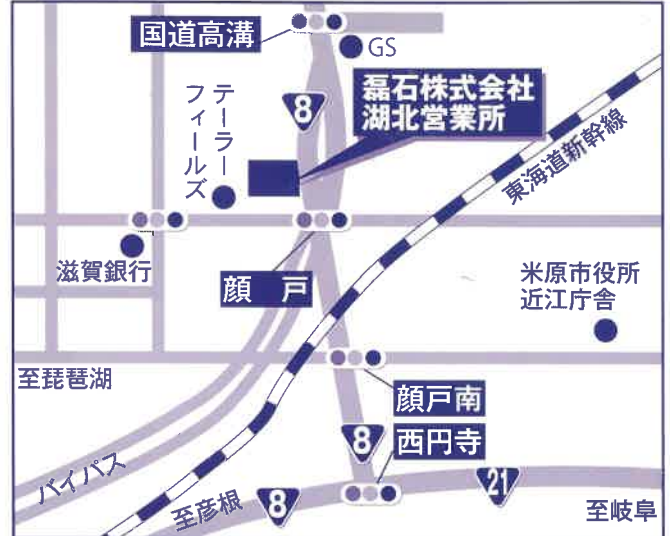 国道高溝
GS
8
磊石株式会社
湖北営業所
テーラー
フィールズ
東海道新幹線
滋賀銀行
顔戸
米原市役所
近江庁舎
至琵琶湖
顔戸南
8
西円寺
バイパス
至彦根
8
21
至岐阜